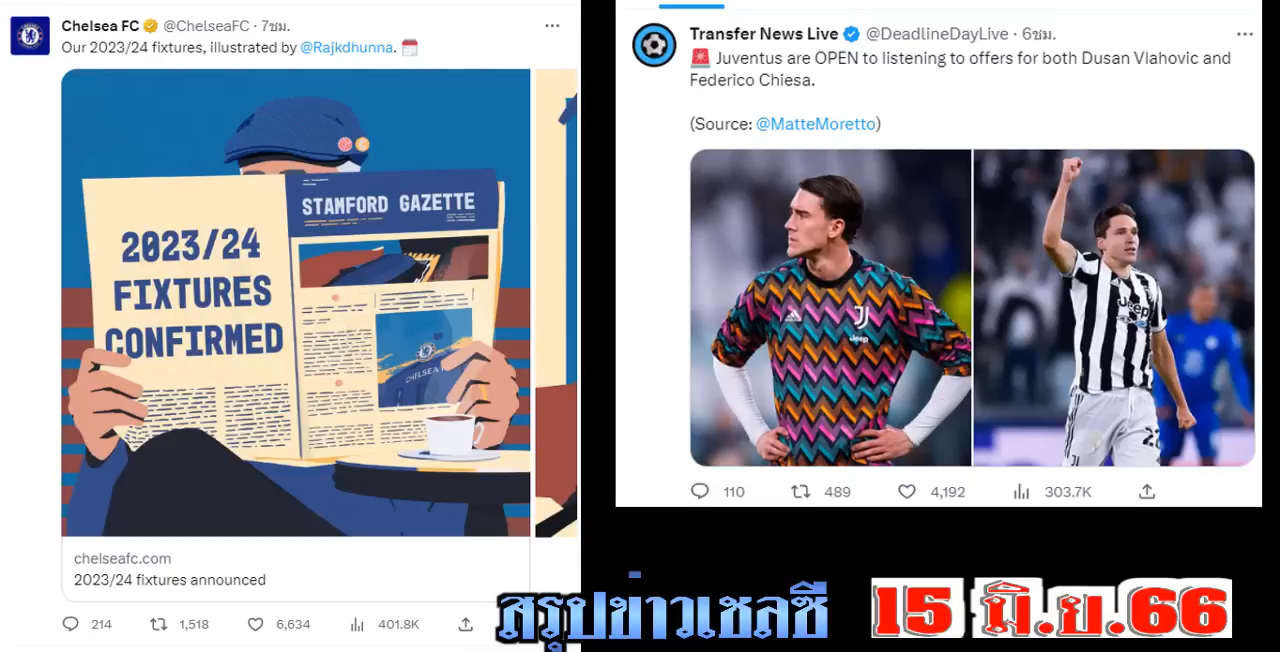 Chelsea FC @ChelseaFC · 7ชม.
Our 2023/24 fixtures, illustrated by @Rajkdhunna.
STAMFORD GAZETTE
2023/24
FIXTURES
CONFIRMED
CHELSEA
chelseafc.com
2023/24 fixtures announced
214 1,518 6,634 401.8K
Transfer News Live @DeadlineDayLive · 6ชม.
Juventus are OPEN to listening to offers for both Dusan Vlahovic and
Federico Chiesa.
(Source: @MatteMoretto)
Jeep
Jeep
110 489 4,192 303.7K
สรุปข่าวเชลซี 15 มิ.ย.66